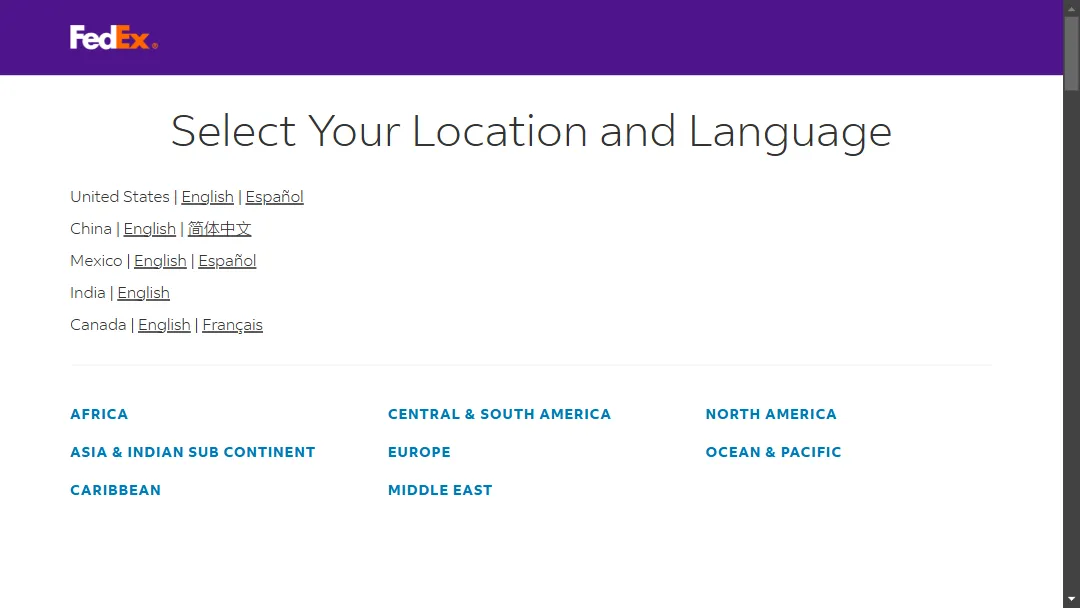 FedEx®
Select Your Location and Language
United States | English | Español
China | English | 简体中文
Mexico | English | Español
India | English
Canada | English | Français
AFRICA
CENTRAL & SOUTH AMERICA
NORTH AMERICA
ASIA & INDIAN SUB CONTINENT
EUROPE
OCEAN & PACIFIC
CARIBBEAN
MIDDLE EAST